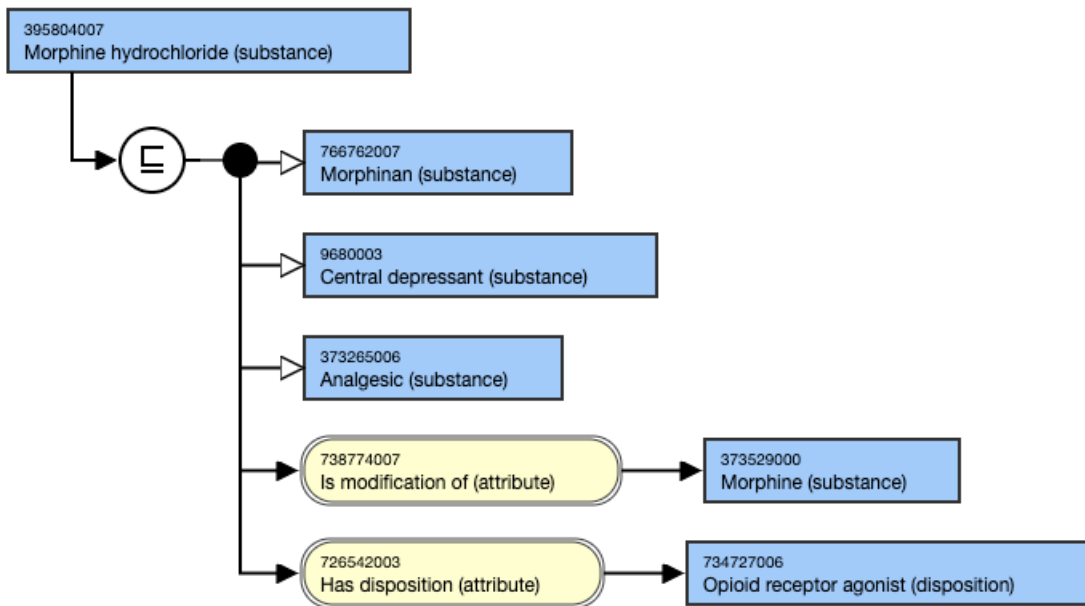 395804007
Morphine hydrochloride (substance)
⊑
766762007
Morphinan (substance)
9680003
Central depressant (substance)
373265006
Analgesic (substance)
738774007
Is modification of (attribute)
373529000
Morphine (substance)
726542003
Has disposition (attribute)
734727006
Opioid receptor agonist (disposition)